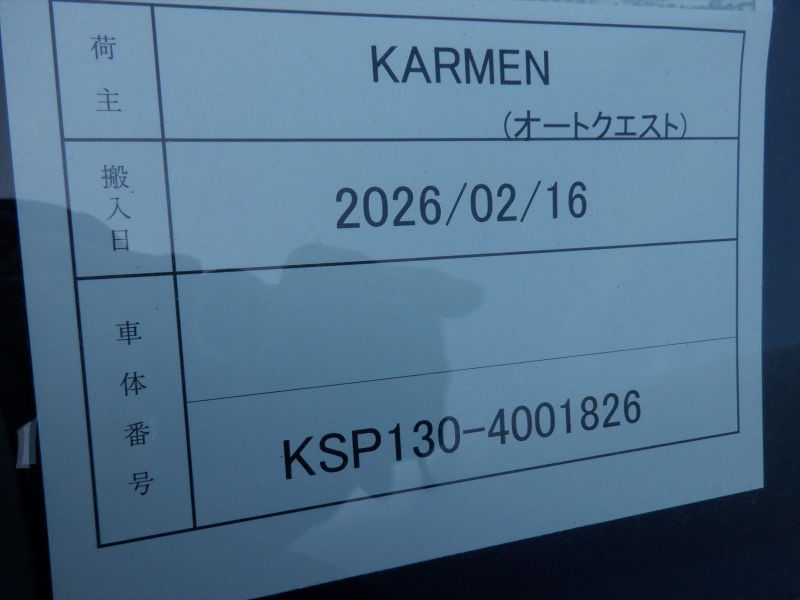 荷主
KARMEN
(オートクエスト)
搬入日
2026/02/16
車体番号
KSP130-4001826